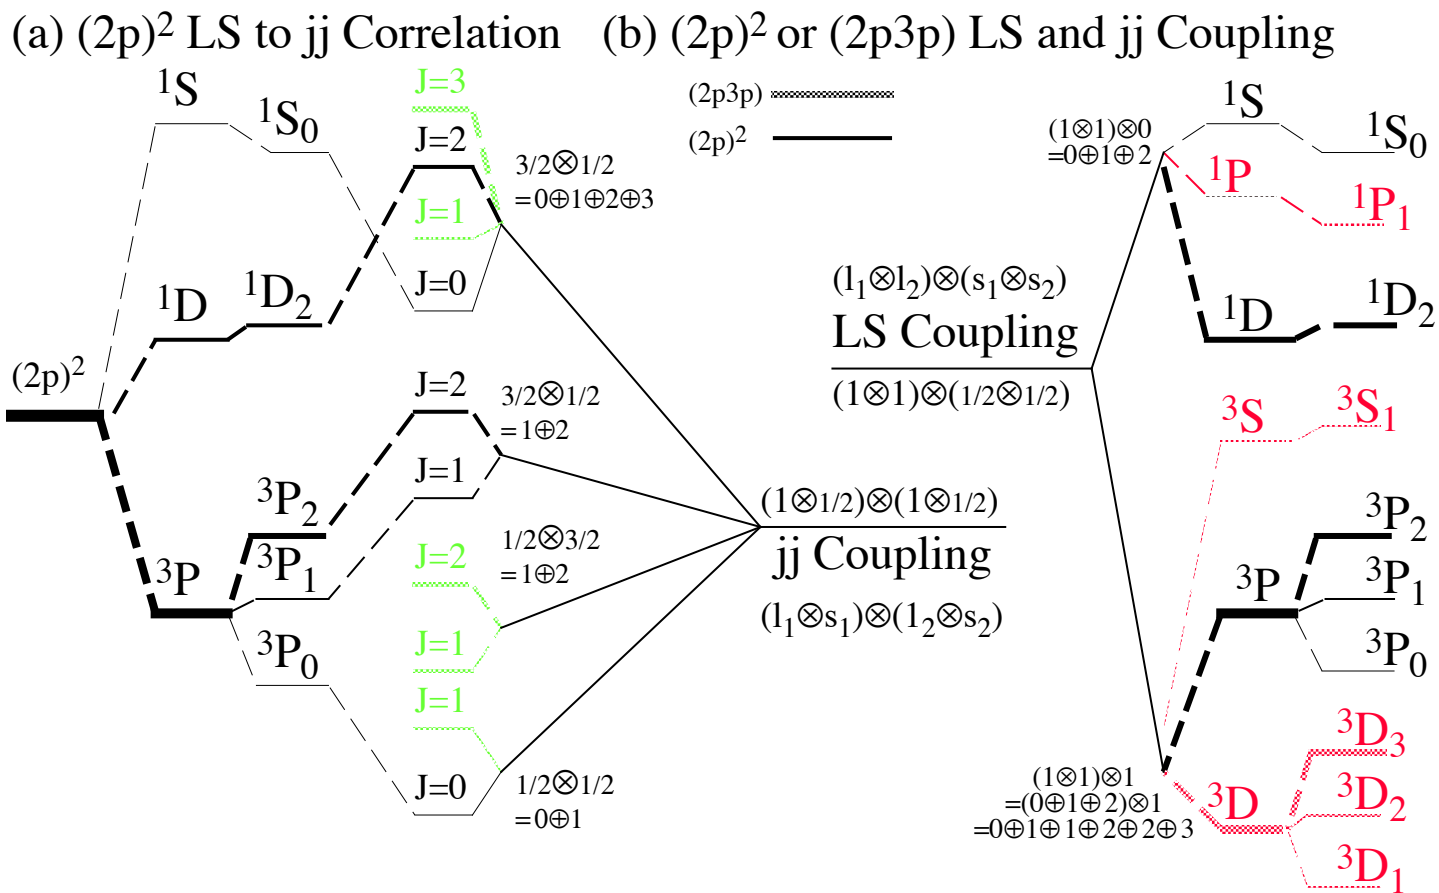 (a) (2p)² LS to jj Correlation
(b) (2p)² or (2p3p) LS and jj Coupling
(2p3p)
(2p)²
¹S
¹S₀
J=3
J=2
3/2⊗1/2
=0⊕1⊕2⊕3
J=1
J=0
¹D
¹D₂
(2p)²
J=2
3/2⊗1/2
=1⊕2
J=1
³P₂
³P₁
³P
³P₀
1/2⊗3/2
=1⊕2
J=2
J=1
J=1
J=0
1/2⊗1/2
=0⊕1
(1⊗1/2)⊗(1⊗1/2)
jj Coupling
(l₁⊗s₁)⊗(l₂⊗s₂)
(l₁⊗l₂)⊗(s₁⊗s₂)
LS Coupling
(1⊗1)⊗(1/2⊗1/2)
(1⊗1)⊗0
=0⊕1⊕2
¹S
¹S₀
¹P
¹P₁
¹D
¹D₂
³S
³S₁
³P₂
³P
³P₁
³P₀
(1⊗1)⊗1
=(0⊕1⊕2)⊗1
=0⊕1⊕1⊕2⊕2⊕3
³D
³D₃
³D₂
³D₁